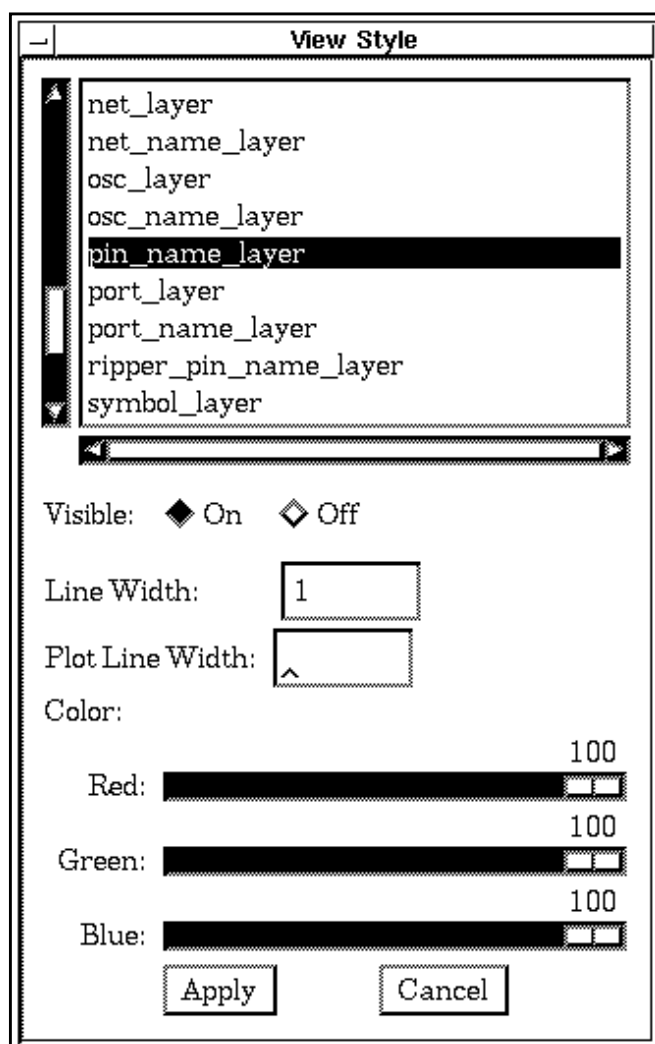 View Style
net_layer
net_name_layer
osc_layer
osc_name_layer
pin_name_layer
port_layer
port_name_layer
ripper_pin_name_layer
symbol_layer
Visible: On Off
Line Width: 1
Plot Line Width:
Color:
100
Red:
100
Green:
100
Blue:
Apply Cancel